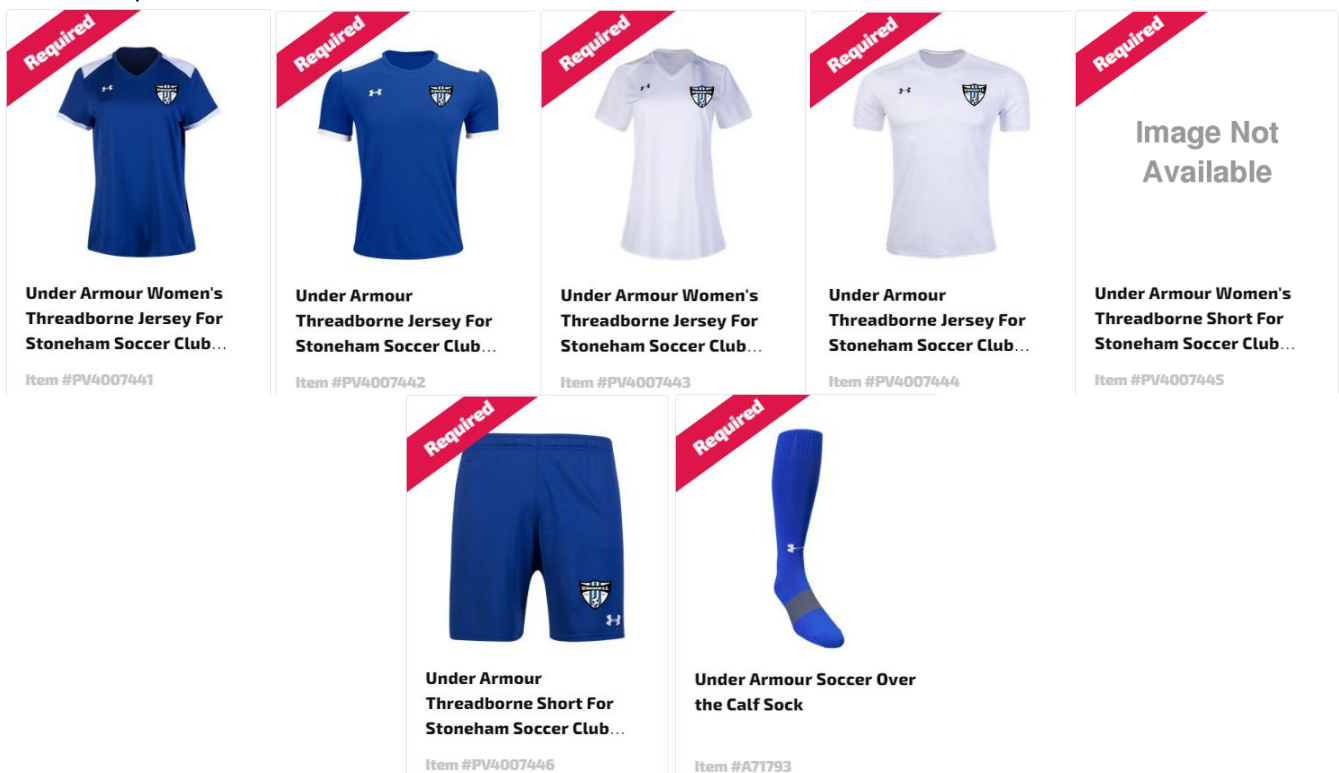 Required
Required
Required
Required
Required
Image Not
Available
Under Armour Women's
Threadborne Jersey For
Stoneham Soccer Club...
Item #PV4007441
Under Armour
Threadborne Jersey For
Stoneham Soccer Club...
Item #PV4007442
Under Armour Women's
Threadborne Jersey For
Stoneham Soccer Club...
Item #PV4007443
Under Armour
Threadborne Jersey For
Stoneham Soccer Club...
Item #PV4007444
Under Armour Women's
Threadborne Short For
Stoneham Soccer Club...
Item #PV4007445
Required
Required
Under Armour
Threadborne Short For
Stoneham Soccer Club...
Item #PV4007446
Under Armour Soccer Over
the Calf Sock
Item #A71793